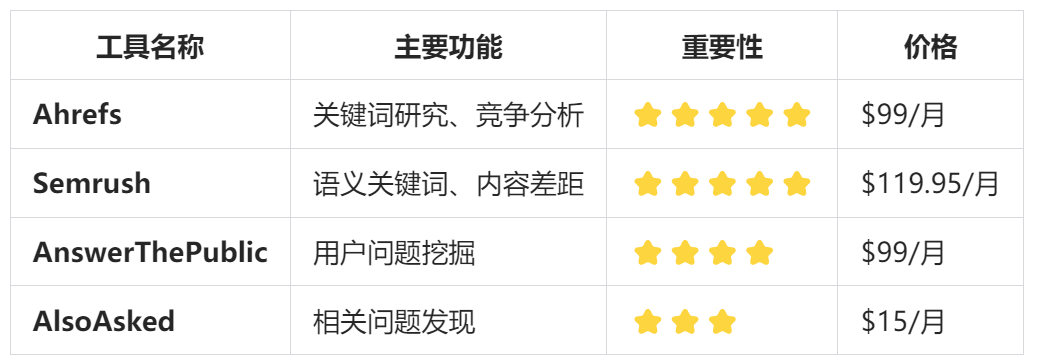 工具名称 主要功能 重要性 价格
Ahrefs 关键词研究、竞争分析 ⭐⭐⭐⭐⭐ $99/月
Semrush 语义关键词、内容差距 ⭐⭐⭐⭐⭐ $119.95/月
AnswerThePublic 用户问题挖掘 ⭐⭐⭐⭐ $99/月
AlsoAsked 相关问题发现 ⭐⭐⭐ $15/月